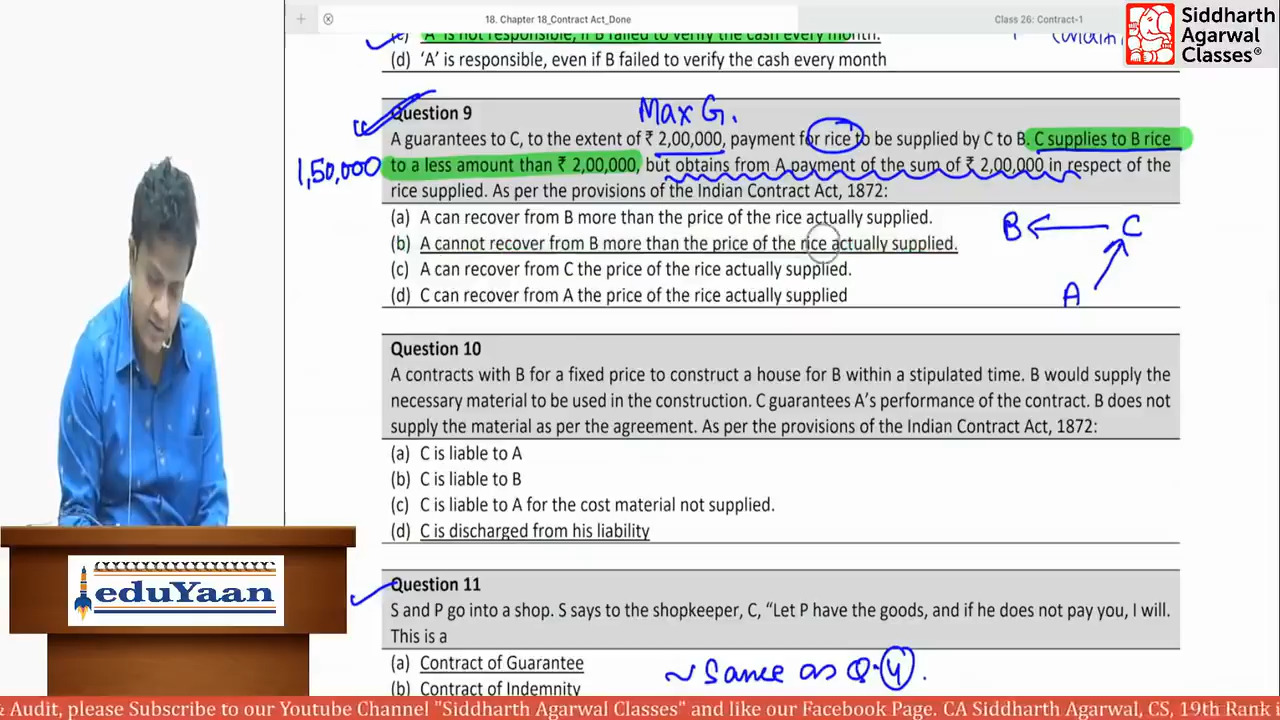 18. Chapter 18_Contract Act_Done
Class 26: Contract-1
Siddharth
Agarwal
Classes®
(c) 'A' is not responsible, if B failed to verify the cash every month.
(d) 'A' is responsible, even if B failed to verify the cash every month
Question 9
Max G.
A guarantees to C, to the extent of ₹ 2,00,000, payment for rice to be supplied by C to B. C supplies to B rice
1,50,000
to a less amount than ₹ 2,00,000, but obtains from A payment of the sum of ₹ 2,00,000 in respect of the
rice supplied. As per the provisions of the Indian Contract Act, 1872:
(a) A can recover from B more than the price of the rice actually supplied.
(b) A cannot recover from B more than the price of the rice actually supplied.
(c) A can recover from C the price of the rice actually supplied.
(d) C can recover from A the price of the rice actually supplied
B C
A
Question 10
A contracts with B for a fixed price to construct a house for B within a stipulated time. B would supply the
necessary material to be used in the construction. C guarantees A's performance of the contract. B does not
supply the material as per the agreement. As per the provisions of the Indian Contract Act, 1872:
(a) C is liable to A
(b) C is liable to B
(c) C is liable to A for the cost material not supplied.
(d) C is discharged from his liability
Question 11
S and P go into a shop. S says to the shopkeeper, C, "Let P have the goods, and if he does not pay you, I will.
This is a
(a) Contract of Guarantee
(b) Contract of Indemnity
~ Same as Q.4.
eduYaan
& Audit, please Subscribe to our Youtube Channel "Siddharth Agarwal Classes" and like our Facebook Page. CA Siddharth Agarwal, CS, 19th Rank i